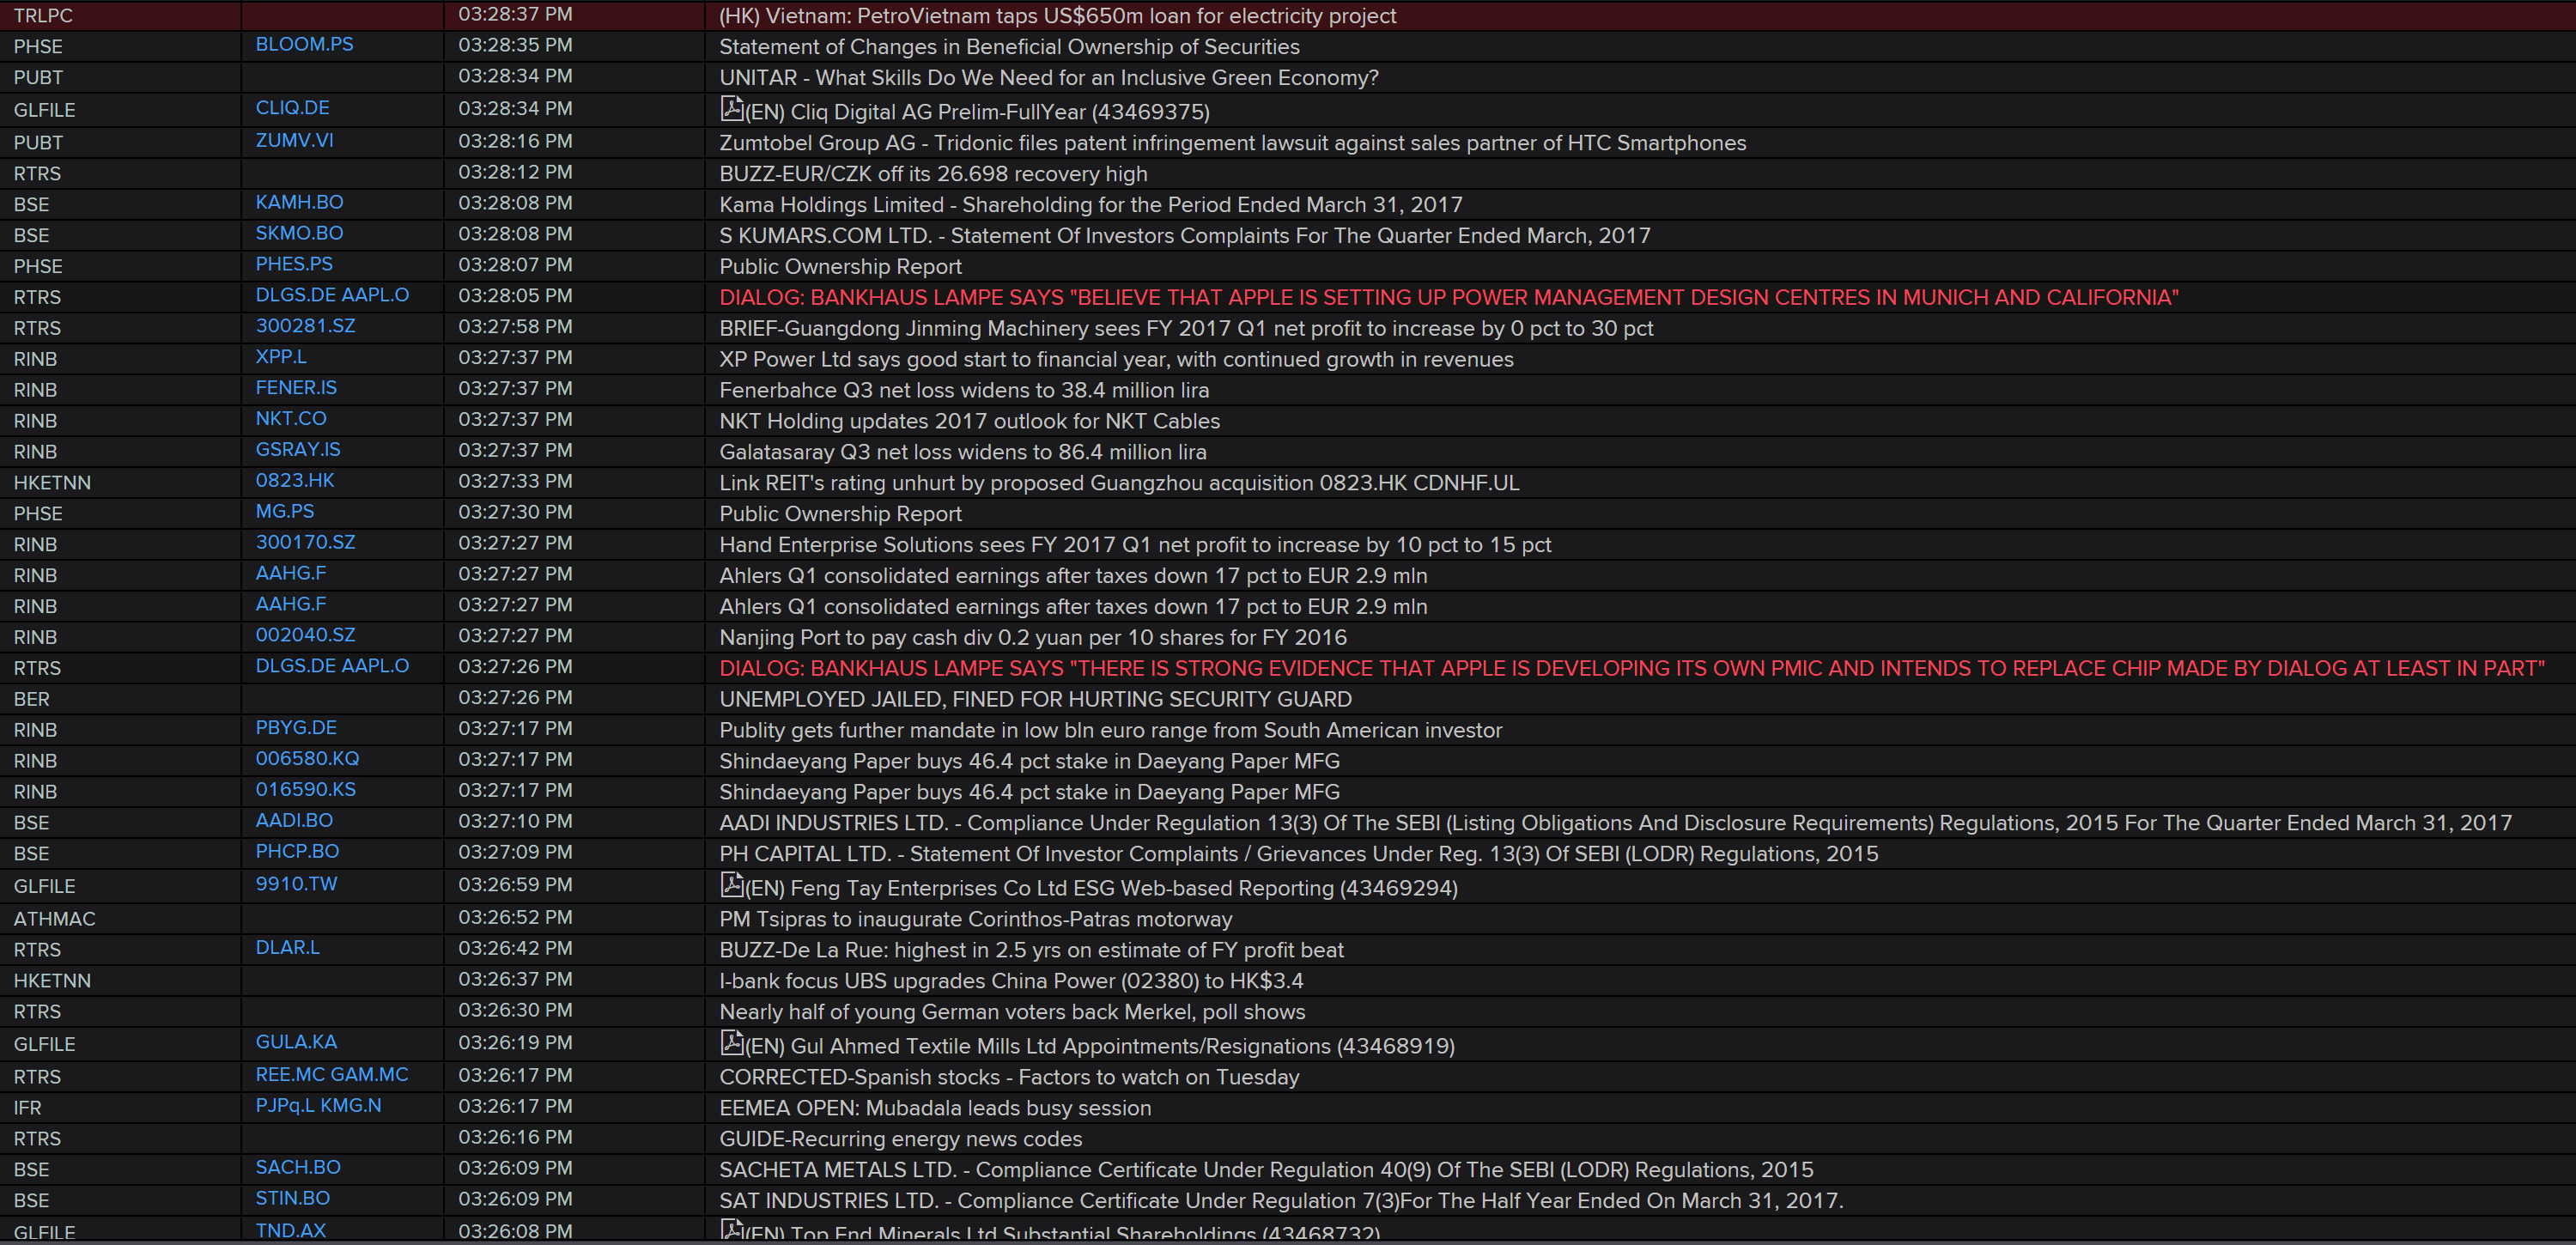 TRLPC 03:28:37 PM (HK) Vietnam: PetroVietnam taps US$650m loan for electricity project
PHSE BLOOM.PS 03:28:35 PM Statement of Changes in Beneficial Ownership of Securities
PUBT 03:28:34 PM UNITAR - What Skills Do We Need for an Inclusive Green Economy?
GLFILE CLIQ.DE 03:28:34 PM (EN) Cliq Digital AG Prelim-FullYear (43469375)
PUBT ZUMV.VI 03:28:16 PM Zumtobel Group AG - Tridonic files patent infringement lawsuit against sales partner of HTC Smartphones
RTRS 03:28:12 PM BUZZ-EUR/CZK off its 26.698 recovery high
BSE KAMH.BO 03:28:08 PM Kama Holdings Limited - Shareholding for the Period Ended March 31, 2017
BSE SKMO.BO 03:28:08 PM S KUMARS.COM LTD. - Statement Of Investors Complaints For The Quarter Ended March, 2017
PHSE PHES.PS 03:28:07 PM Public Ownership Report
RTRS DLGS.DE AAPL.O 03:28:05 PM DIALOG: BANKHAUS LAMPE SAYS "BELIEVE THAT APPLE IS SETTING UP POWER MANAGEMENT DESIGN CENTRES IN MUNICH AND CALIFORNIA"
RTRS 300281.SZ 03:27:58 PM BRIEF-Guangdong Jinming Machinery sees FY 2017 Q1 net profit to increase by 0 pct to 30 pct
RINB XPP.L 03:27:37 PM XP Power Ltd says good start to financial year, with continued growth in revenues
RINB FENER.IS 03:27:37 PM Fenerbahce Q3 net loss widens to 38.4 million lira
RINB NKT.CO 03:27:37 PM NKT Holding updates 2017 outlook for NKT Cables
RINB GSRAY.IS 03:27:37 PM Galatasaray Q3 net loss widens to 86.4 million lira
HKETNN 0823.HK 03:27:33 PM Link REIT's rating unhurt by proposed Guangzhou acquisition 0823.HK CDNHF.UL
PHSE MG.PS 03:27:30 PM Public Ownership Report
RINB 300170.SZ 03:27:27 PM Hand Enterprise Solutions sees FY 2017 Q1 net profit to increase by 10 pct to 15 pct
RINB AAHG.F 03:27:27 PM Ahlers Q1 consolidated earnings after taxes down 17 pct to EUR 2.9 mln
RINB AAHG.F 03:27:27 PM Ahlers Q1 consolidated earnings after taxes down 17 pct to EUR 2.9 mln
RINB 002040.SZ 03:27:27 PM Nanjing Port to pay cash div 0.2 yuan per 10 shares for FY 2016
RTRS DLGS.DE AAPL.O 03:27:26 PM DIALOG: BANKHAUS LAMPE SAYS "THERE IS STRONG EVIDENCE THAT APPLE IS DEVELOPING ITS OWN PMIC AND INTENDS TO REPLACE CHIP MADE BY DIALOG AT LEAST IN PART"
BER 03:27:26 PM UNEMPLOYED JAILED, FINED FOR HURTING SECURITY GUARD
RINB PBYG.DE 03:27:17 PM Publity gets further mandate in low bln euro range from South American investor
RINB 006580.KQ 03:27:17 PM Shindaeyang Paper buys 46.4 pct stake in Daeyang Paper MFG
RINB 016590.KS 03:27:17 PM Shindaeyang Paper buys 46.4 pct stake in Daeyang Paper MFG
BSE AADI.BO 03:27:10 PM AADI INDUSTRIES LTD. - Compliance Under Regulation 13(3) Of The SEBI (Listing Obligations And Disclosure Requirements) Regulations, 2015 For The Quarter Ended March 31, 2017
BSE PHCP.BO 03:27:09 PM PH CAPITAL LTD. - Statement Of Investor Complaints / Grievances Under Reg. 13(3) Of SEBI (LODR) Regulations, 2015
GLFILE 9910.TW 03:26:59 PM (EN) Feng Tay Enterprises Co Ltd ESG Web-based Reporting (43469294)
ATHMAC 03:26:52 PM PM Tsipras to inaugurate Corinthos-Patras motorway
RTRS DLAR.L 03:26:42 PM BUZZ-De La Rue: highest in 2.5 yrs on estimate of FY profit beat
HKETNN 03:26:37 PM I-bank focus UBS upgrades China Power (02380) to HK$3.4
RTRS 03:26:30 PM Nearly half of young German voters back Merkel, poll shows
GLFILE GULA.KA 03:26:19 PM (EN) Gul Ahmed Textile Mills Ltd Appointments/Resignations (43468919)
RTRS REE.MC GAM.MC 03:26:17 PM CORRECTED-Spanish stocks - Factors to watch on Tuesday
IFR PJPq.L KMG.N 03:26:17 PM EEMEA OPEN: Mubadala leads busy session
RTRS 03:26:16 PM GUIDE-Recurring energy news codes
BSE SACH.BO 03:26:09 PM SACHETA METALS LTD. - Compliance Certificate Under Regulation 40(9) Of The SEBI (LODR) Regulations, 2015
BSE STIN.BO 03:26:09 PM SAT INDUSTRIES LTD. - Compliance Certificate Under Regulation 7(3)For The Half Year Ended On March 31, 2017.
GLFILE TND.AX 03:26:08 PM (EN) Top End Minerals Ltd Substantial Shareholdings (43468732)